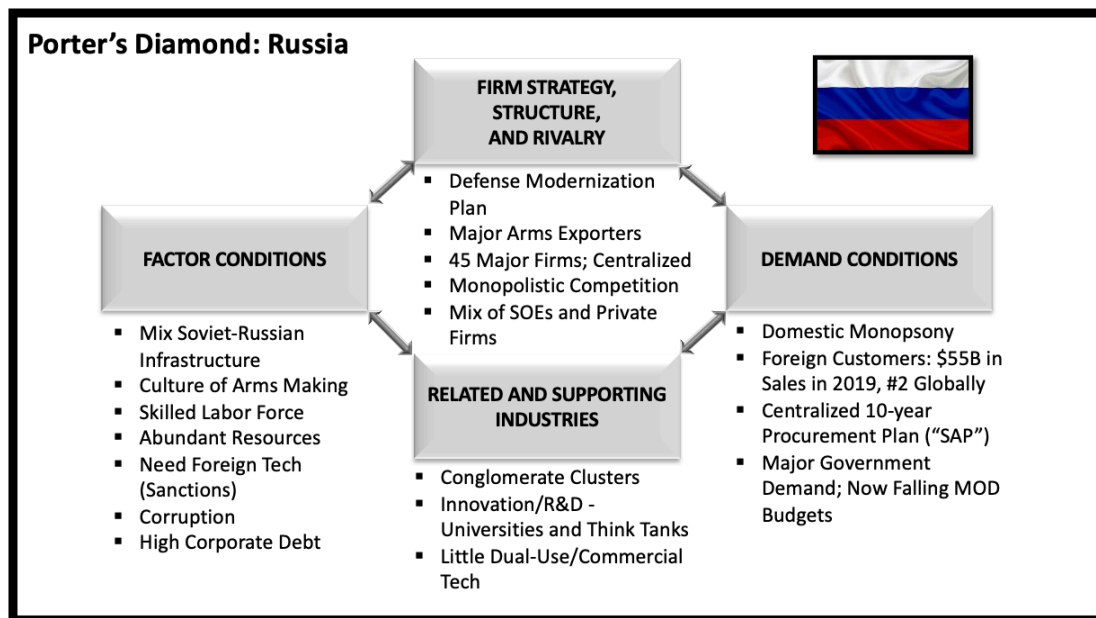 Porter's Diamond: Russia
FIRM STRATEGY,
STRUCTURE,
AND RIVALRY
▪ Defense Modernization
Plan
▪ Major Arms Exporters
▪ 45 Major Firms; Centralized
▪ Monopolistic Competition
▪ Mix of SOEs and Private
Firms
FACTOR CONDITIONS
▪ Mix Soviet-Russian
Infrastructure
▪ Culture of Arms Making
▪ Skilled Labor Force
▪ Abundant Resources
▪ Need Foreign Tech
(Sanctions)
▪ Corruption
▪ High Corporate Debt
DEMAND CONDITIONS
▪ Domestic Monopsony
▪ Foreign Customers: $55B in
Sales in 2019, #2 Globally
▪ Centralized 10-year
Procurement Plan (“SAP”)
▪ Major Government
Demand; Now Falling MOD
Budgets
RELATED AND SUPPORTING
INDUSTRIES
▪ Conglomerate Clusters
▪ Innovation/R&D -
Universities and Think Tanks
▪ Little Dual-Use/Commercial
Tech